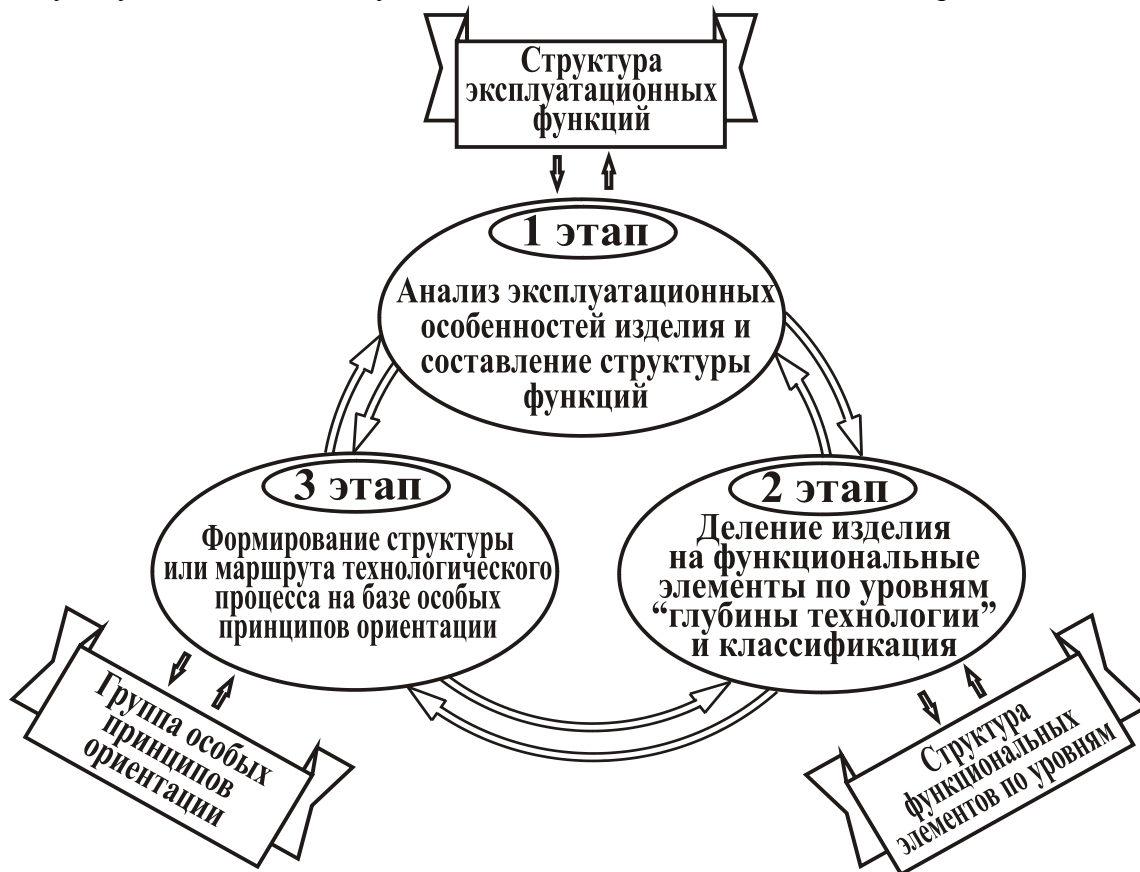 Структура
эксплуатационных
функций
1 этап
Анализ эксплуатационных
особенностей изделия и
составление структуры
функций
3 этап
Формирование структуры
или маршрута технологического
процесса на базе особых
принципов ориентации
2 этап
Деление изделия
на функциональные
элементы по уровням
“глубины технологии”
и классификация
Группа особых
принципов
ориентации
Структура
функциональных
элементов по уровням